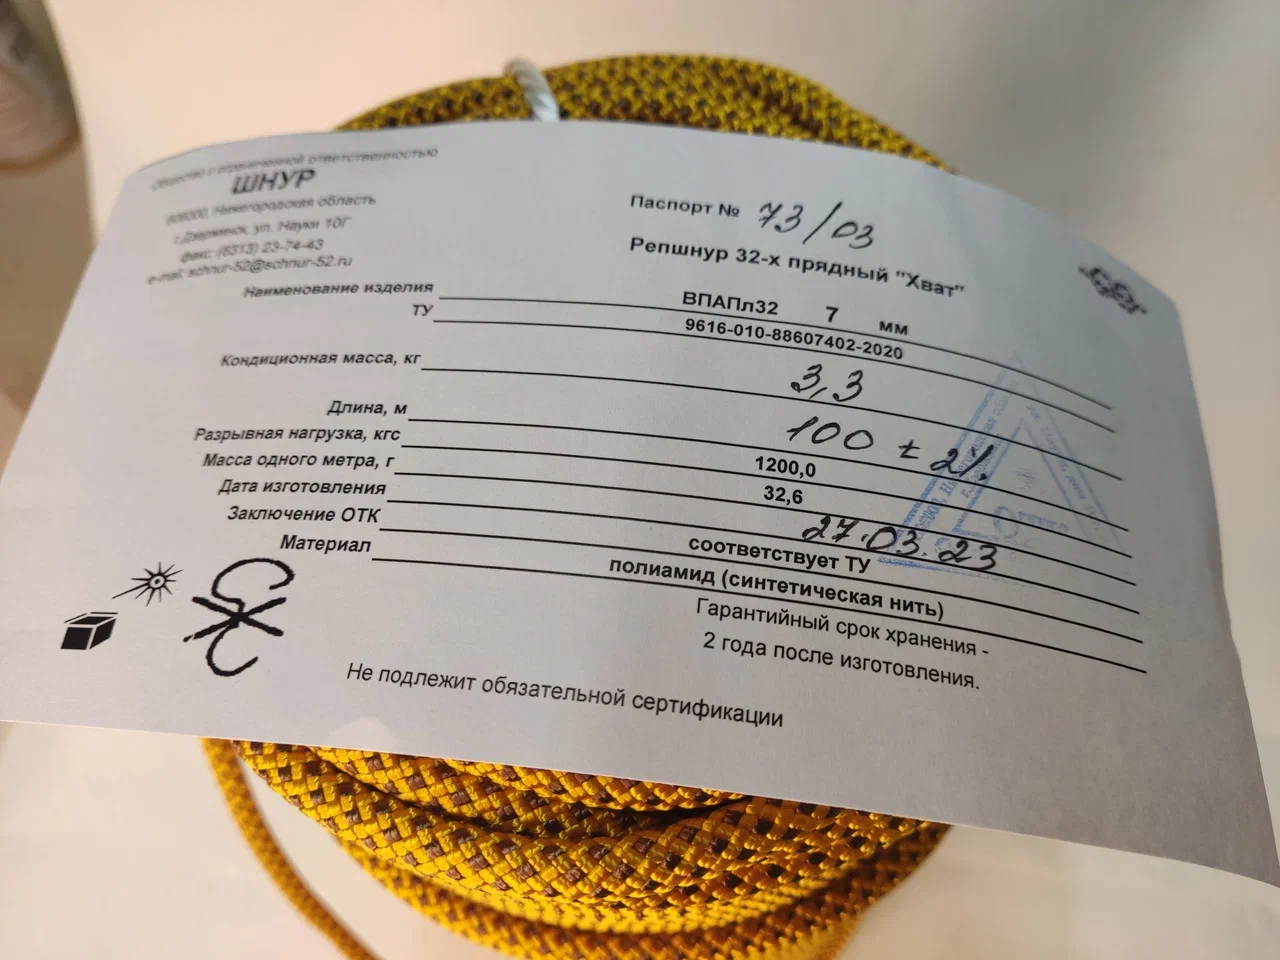 Общество с ограниченной ответственностью
ШНУР
606000, Нижегородская область
г.Дзержинск, ул. Науки 10Г
факс: (8313) 23-74-43
e-mail: schnur-52@schnur-52.ru
Паспорт № 73/03
Репшнур 32-х прядный "Хват"
Наименование изделия ВПАПл32 7 мм
ТУ 9616-010-88607402-2020
Кондиционная масса, кг 3,3
Длина, м 100 ± 2%
Разрывная нагрузка, кгс 1200,0
Масса одного метра, г 32,6
Дата изготовления 27.03.23
Заключение ОТК соответствует ТУ
Материал полиамид (синтетическая нить)
Гарантийный срок хранения -
2 года после изготовления.
Не подлежит обязательной сертификации